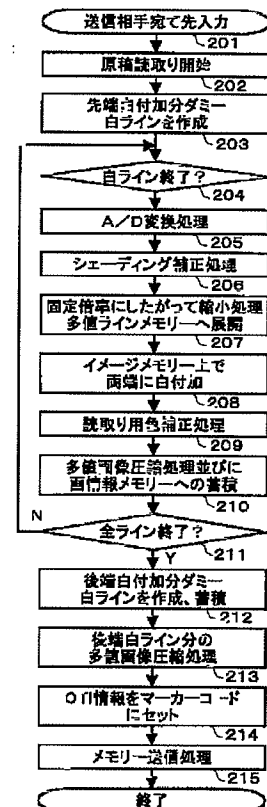 送信相手宛て先入力
201
原稿読取り開始
202
先端白付加分ダミー
白ラインを作成
203
白ライン終了?
204
A/D変換処理
205
シェーディング補正処理
206
固定倍率にしたがって縮小処理
多値ラインメモリーへ展開
207
イメージメモリー上で
両端に白付加
208
読取り用色補正処理
209
多値画像圧縮処理並びに
画情報メモリーへの蓄積
210
N
全ライン終了?
211
Y
後端白付加分ダミー
白ラインを作成、蓄積
212
後端白ライン分の
多値画像圧縮処理
213
情報をマーカーコード
にセット
214
メモリー送信処理
215
終了